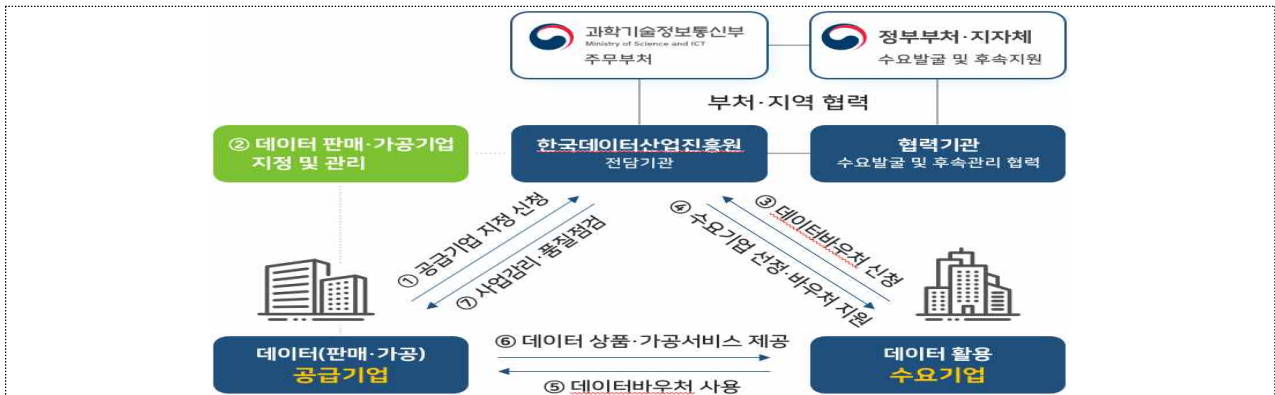 과학기술정보통신부
Ministry of Science and ICT
주무부처
정부부처·지자체
수요발굴 및 후속지원
부처·지역 협력
② 데이터 판매·가공기업
지정 및 관리
한국데이터산업진흥원
전담기관
협력기관
수요발굴 및 후속관리 협력
① 공급기업 지정 신청
⑦ 사업감리·품질점검
③ 데이터바우처 신청
④ 수요기업 선정·바우처 지원
데이터(판매·가공)
공급기업
⑥ 데이터 상품·가공서비스 제공
⑤ 데이터바우처 사용
데이터 활용
수요기업